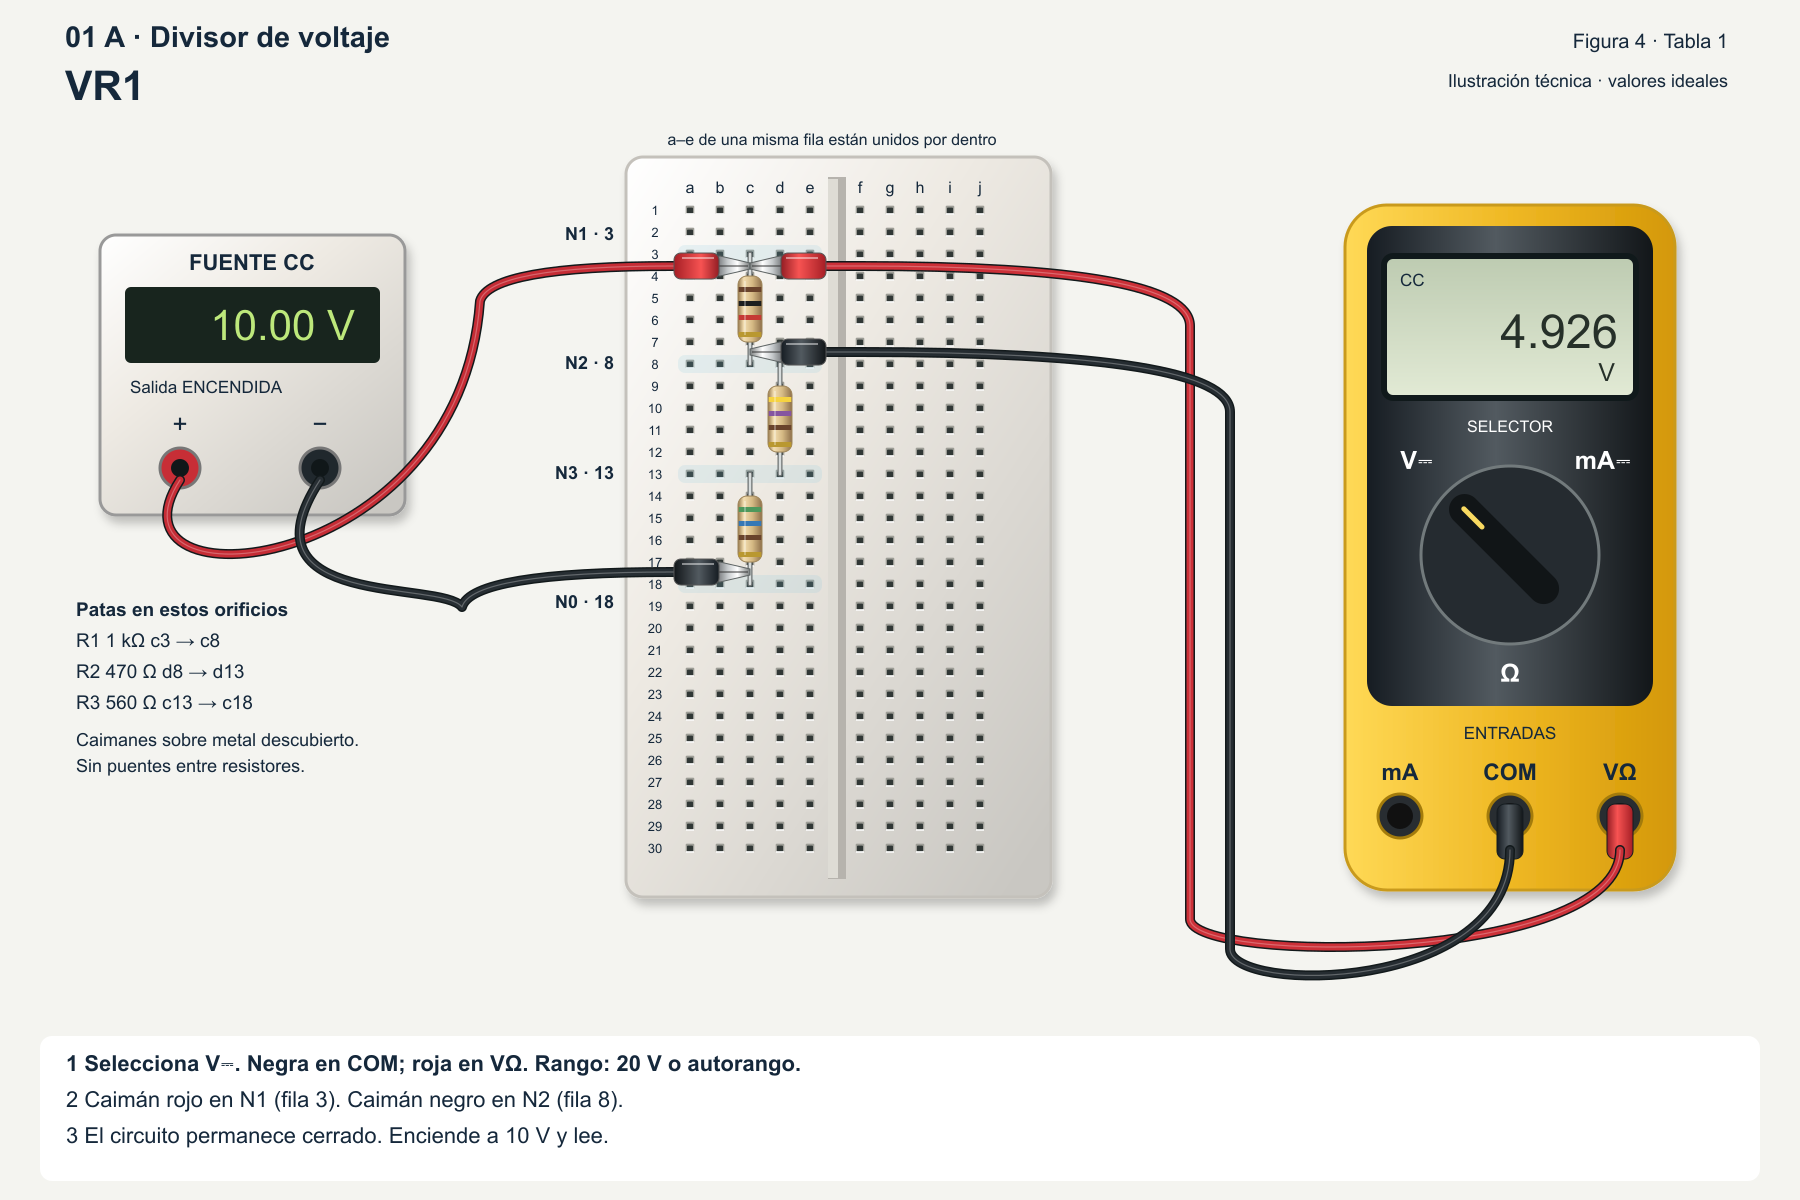 01 A · Divisor de voltaje
VR1
Figura 4 · Tabla 1
Ilustración técnica · valores ideales
a–e de una misma fila están unidos por dentro
FUENTE CC
10.00 V
Salida ENCENDIDA
+ −
Patas en estos orificios
R1 1 kΩ c3 → c8
R2 470 Ω d8 → d13
R3 560 Ω c13 → c18
Caimanes sobre metal descubierto.
Sin puentes entre resistores.
N1 · 3
N2 · 8
N3 · 13
N0 · 18
a b c d e f g h i j
1
2
3
4
5
6
7
8
9
10
11
12
13
14
15
16
17
18
19
20
21
22
23
24
25
26
27
28
29
30
CC
4.926
V
SELECTOR
V⎓ mA⎓
Ω
ENTRADAS
mA COM VΩ
1 Selecciona V⎓. Negra en COM; roja en VΩ. Rango: 20 V o autorango.
2 Caimán rojo en N1 (fila 3). Caimán negro en N2 (fila 8).
3 El circuito permanece cerrado. Enciende a 10 V y lee.